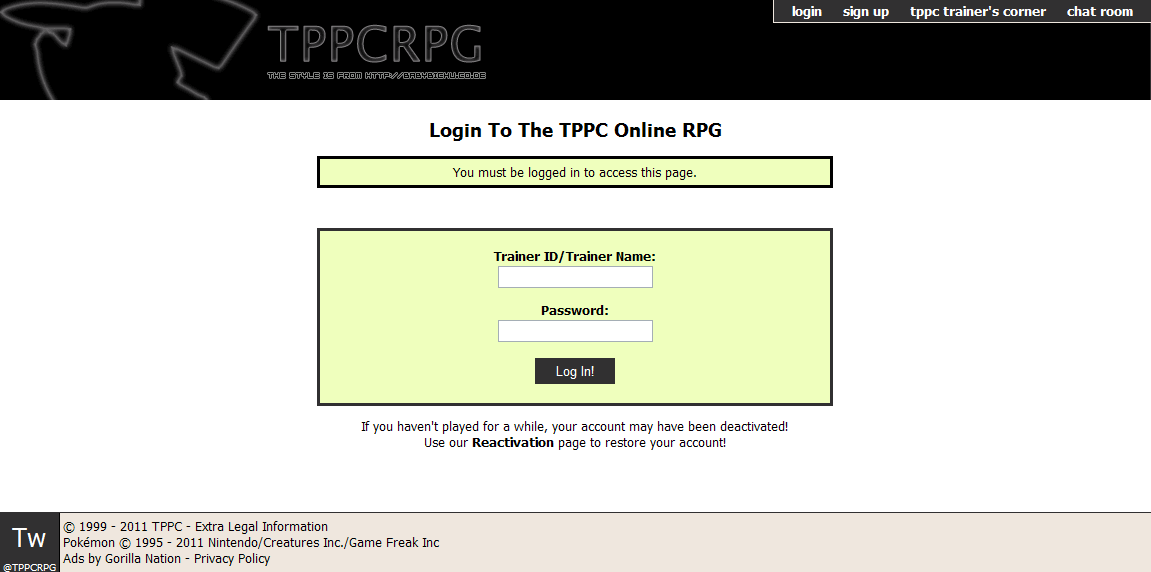 login sign up tppc trainer's corner chat room
TPPCRPG
THE STYLE IS FROM HTTP://BABYBICHU.CO.DE
Login To The TPPC Online RPG
You must be logged in to access this page.
Trainer ID/Trainer Name:
Password:
Log In!
If you haven't played for a while, your account may have been deactivated!
Use our Reactivation page to restore your account!
Tw
@TPPCRPG
© 1999 - 2011 TPPC - Extra Legal Information
Pokémon © 1995 - 2011 Nintendo/Creatures Inc./Game Freak Inc
Ads by Gorilla Nation - Privacy Policy